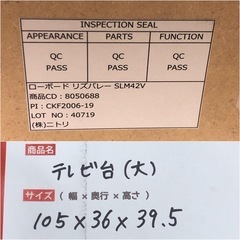 INSPECTION SEAL
APPEARANCE PARTS FUNCTION
QC PASS QC PASS QC PASS
ローボード リズバレー SLM42V
商品CD : 8050688
PI : CKF2006-19
LOT NO : 40719
(株)ニトリ
商品名
テレビ台(大)
サイズ ( 幅 × 奥行 × 高さ )
105×36×39.5